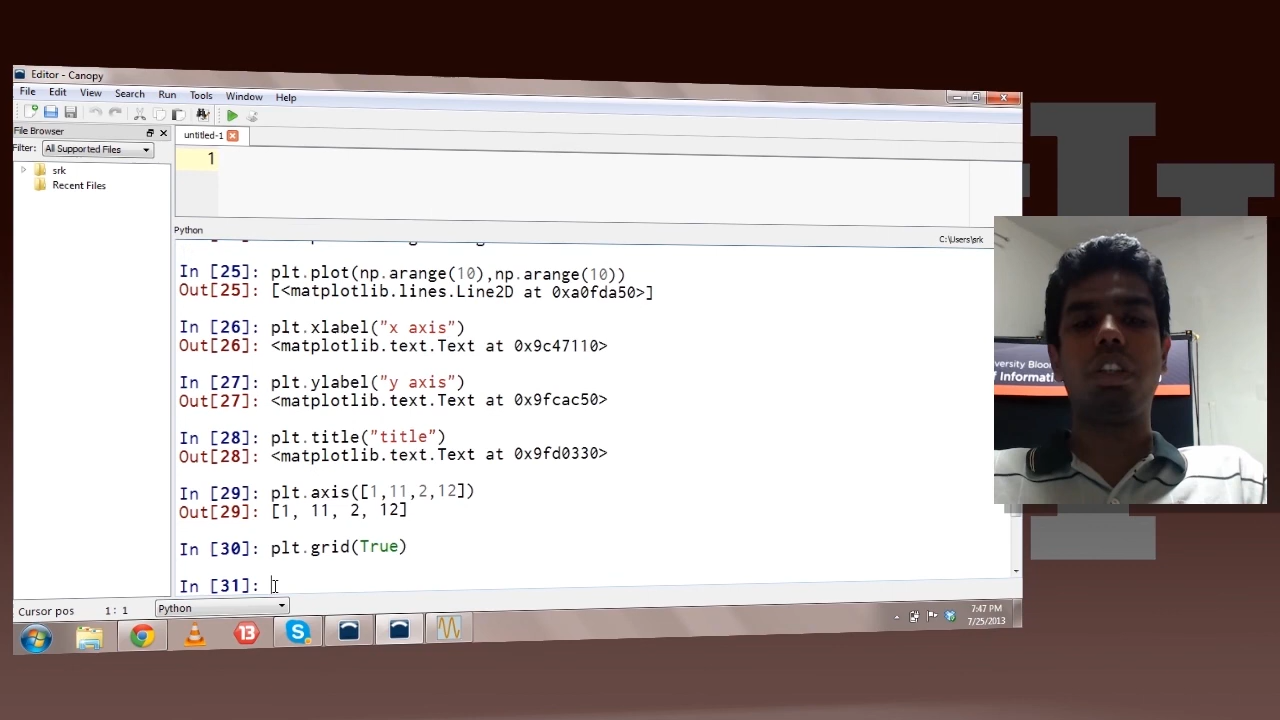 Editor - Canopy
File Edit View Search Run Tools Window Help
File Browser
untitled-1
Filter: All Supported Files
1
srk
Recent Files
Python
C:\Users\srk
In [25]: plt.plot(np.arange(10),np.arange(10))
Out[25]: [<matplotlib.lines.Line2D at 0xa0fda50>]
In [26]: plt.xlabel("x axis")
Out[26]: <matplotlib.text.Text at 0x9c47110>
In [27]: plt.ylabel("y axis")
Out[27]: <matplotlib.text.Text at 0x9fcac50>
In [28]: plt.title("title")
Out[28]: <matplotlib.text.Text at 0x9fd0330>
In [29]: plt.axis([1,11,2,12])
Out[29]: [1, 11, 2, 12]
In [30]: plt.grid(True)
In [31]:
Cursor pos 1: 1 Python
13
7:47 PM
7/25/2013
versity Bloo
f Informat